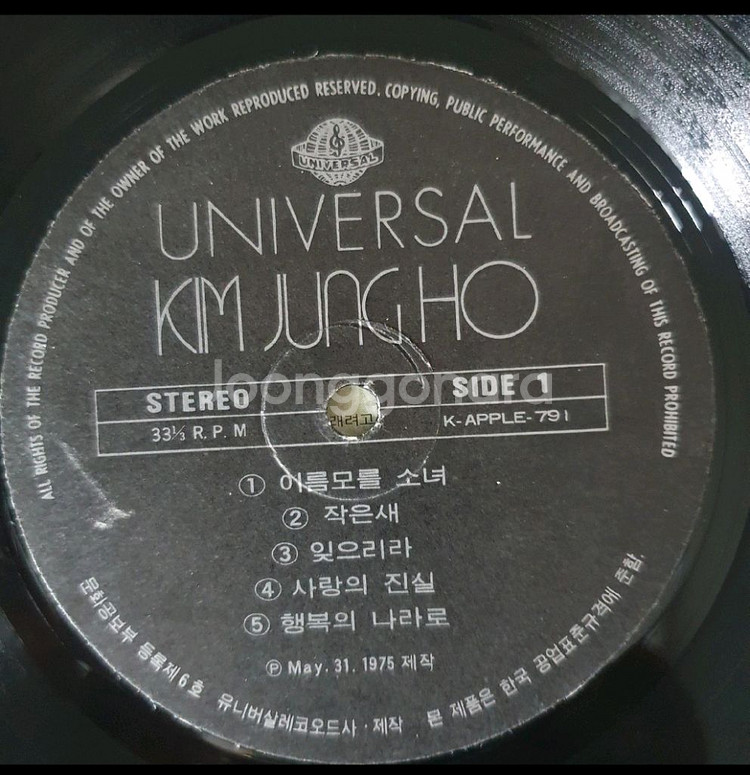 ALL RIGHTS OF THE RECORD PRODUCER AND OF THE OWNER OF THE WORK REPRODUCED RESERVED. COPYING, PUBLIC PERFORMANCE AND BROADCASTING OF THIS RECORD PROHIBITED
UNIVERSAL
UNIVERSAL
KIM JUNG HO
STEREO
SIDE 1
33⅓ R.P.M
K-APPLE-791
래려고
① 이름모를 소녀
② 작은새
③ 잊으리라
④ 사랑의 진실
⑤ 행복의 나라로
Ⓟ May. 31. 1975 제작
문화공보부 등록제6호 유니버살레코오드사·제작 본 제품은 한국 공업표준규격에 준함.